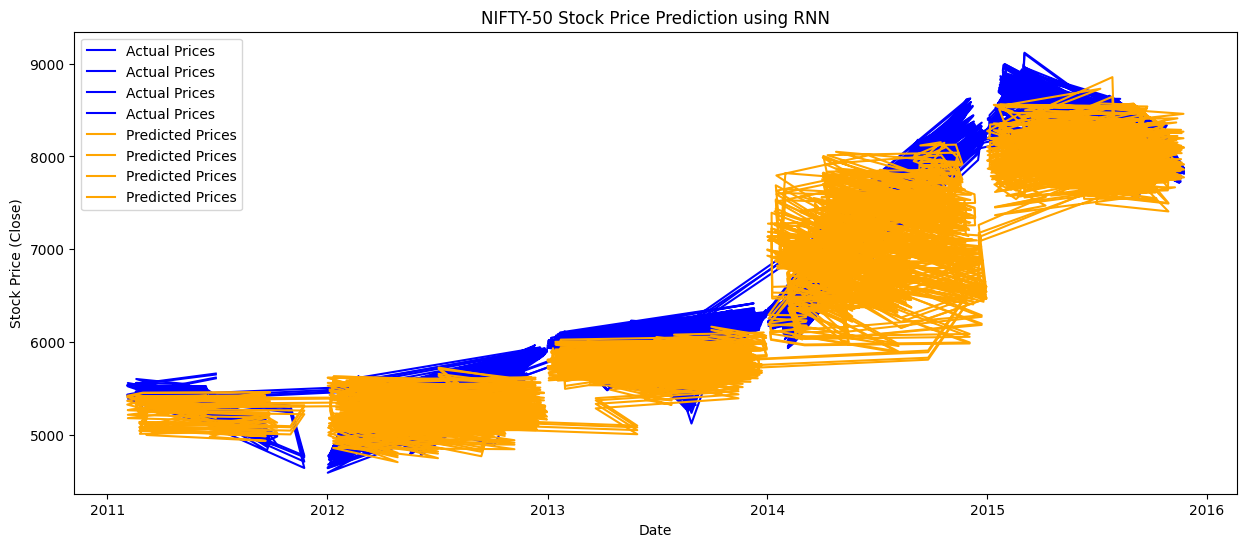 NIFTY-50 Stock Price Prediction using RNN
Actual Prices
Actual Prices
Actual Prices
Actual Prices
Predicted Prices
Predicted Prices
Predicted Prices
Predicted Prices
Stock Price (Close)
9000
8000
7000
6000
5000
2011
2012
2013
2014
2015
2016
Date